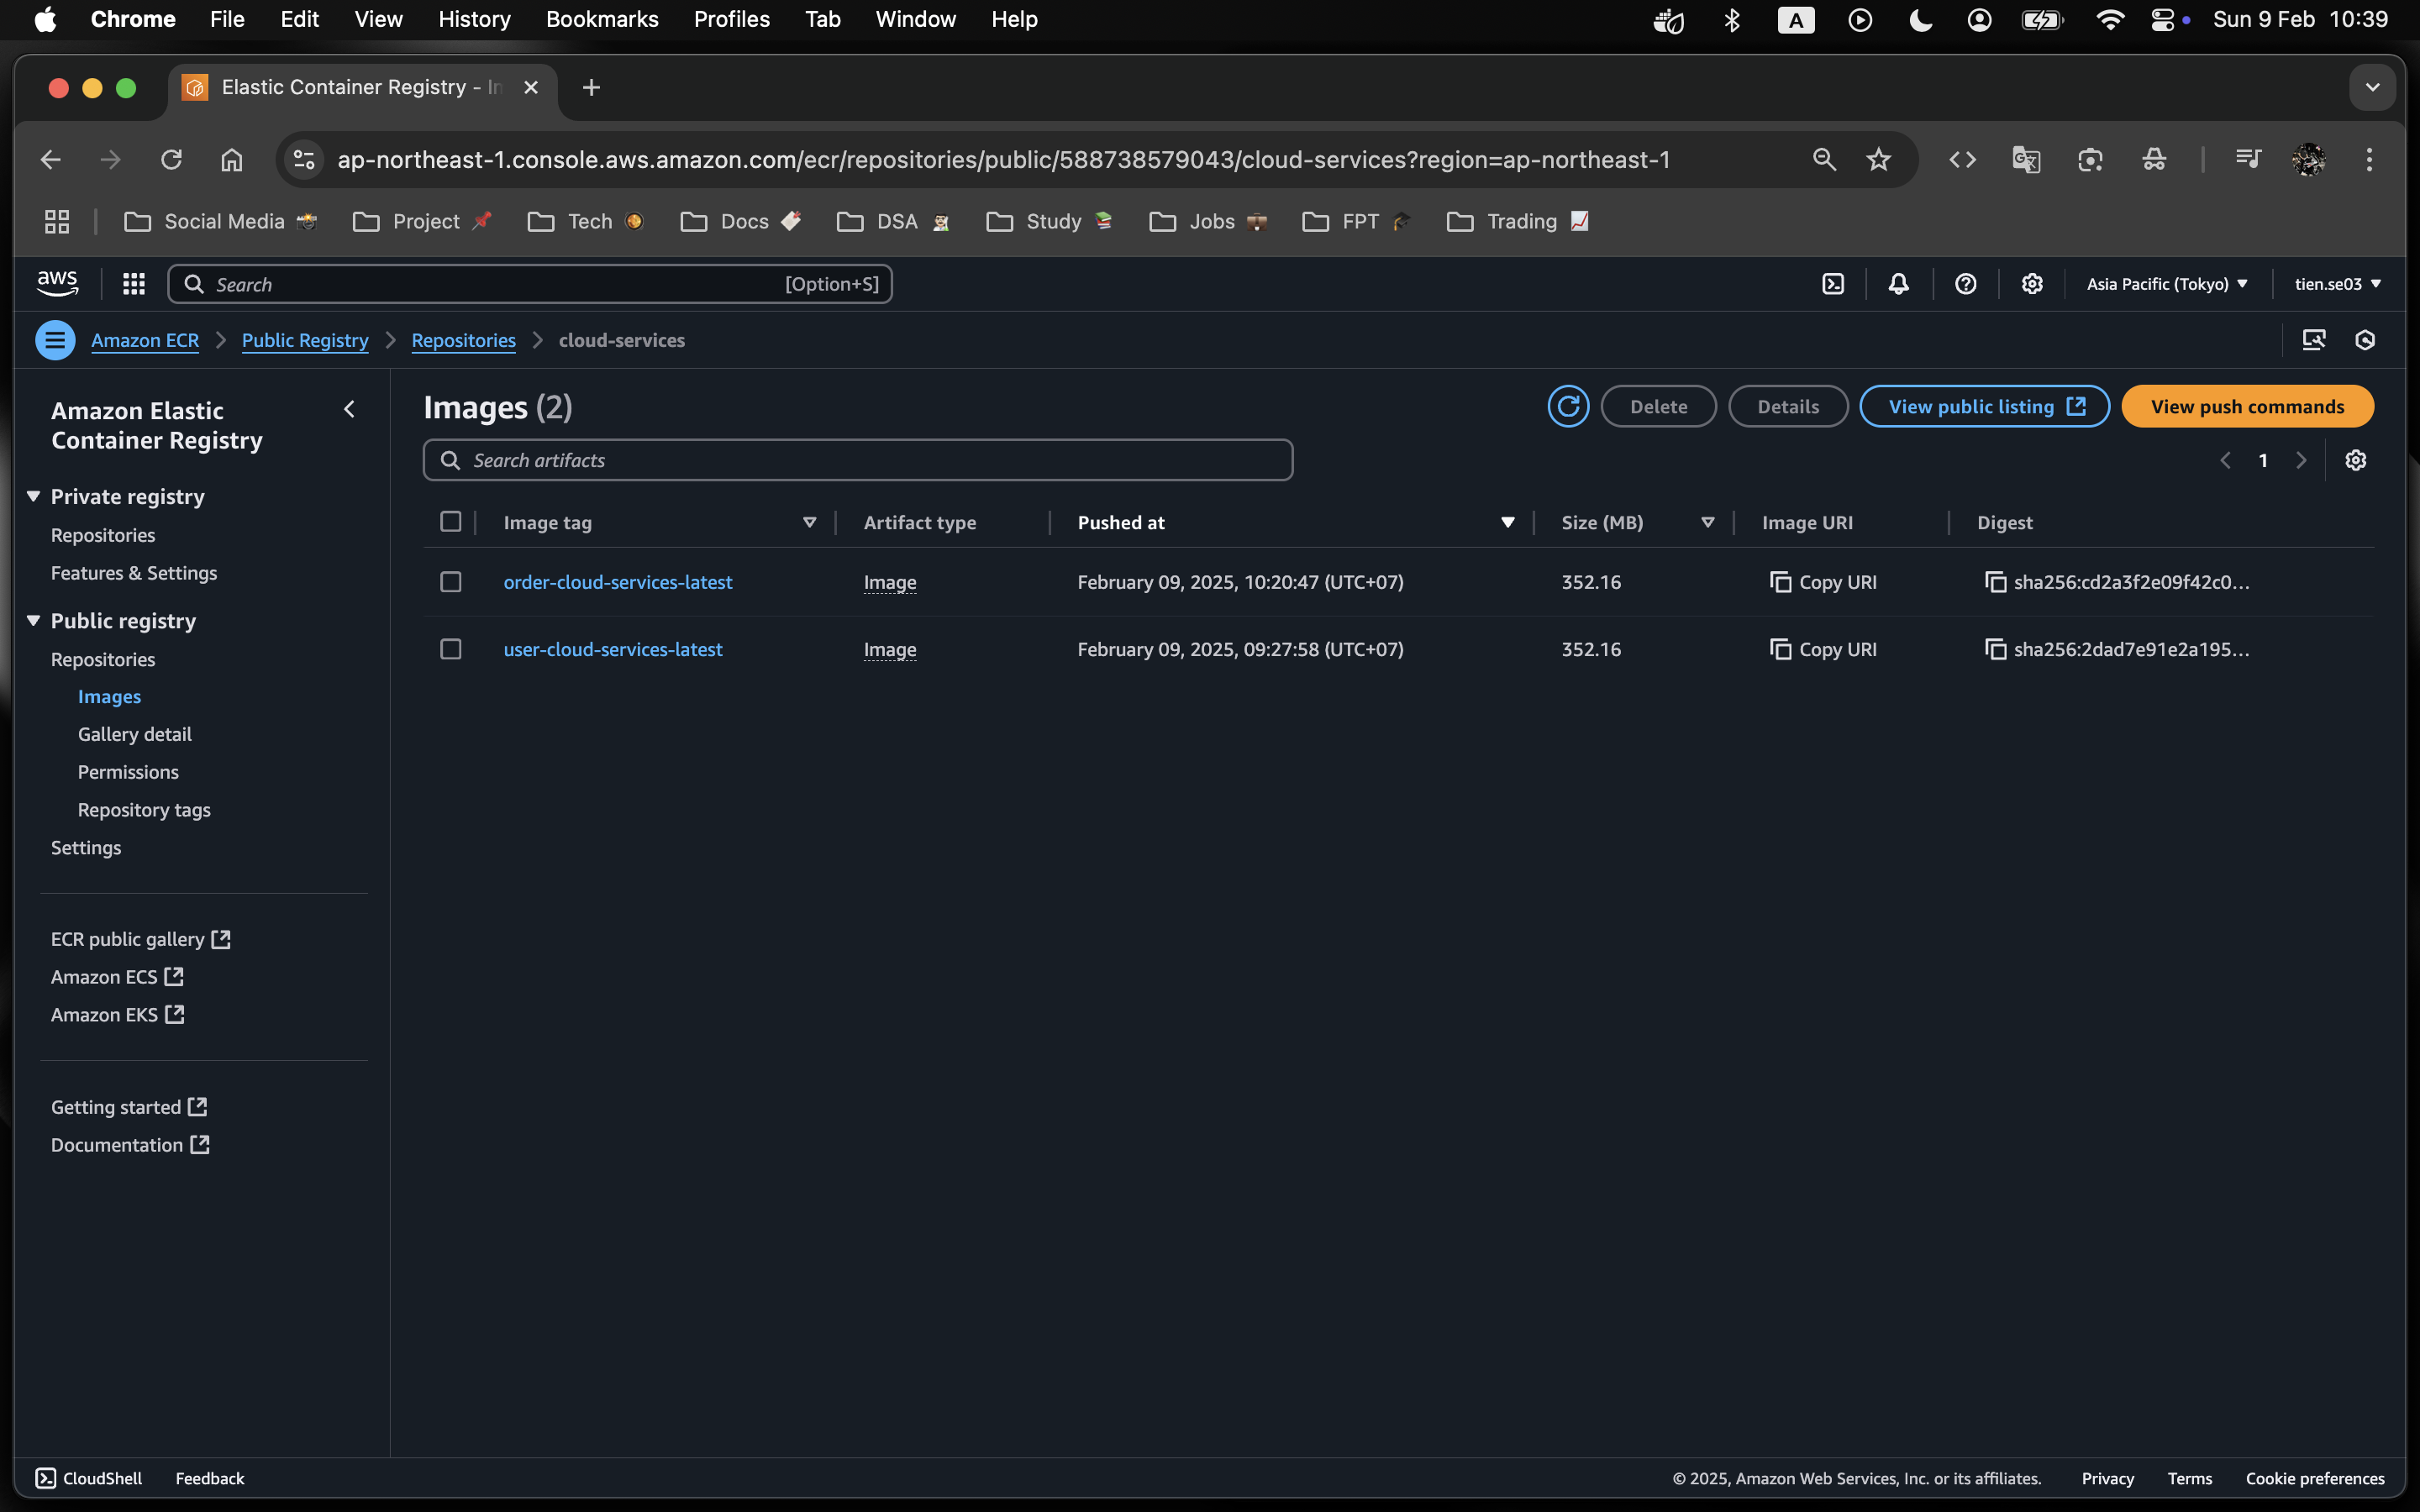 Chrome File Edit View History Bookmarks Profiles Tab Window Help A Sun 9 Feb 10:39
Elastic Container Registry - In
ap-northeast-1.console.aws.amazon.com/ecr/repositories/public/588738579043/cloud-services?region=ap-northeast-1
Social Media Project Tech Docs DSA Study Jobs FPT Trading
aws Search [Option+S] Asia Pacific (Tokyo) tien.se03
Amazon ECR Public Registry Repositories cloud-services
Amazon Elastic
Container Registry
Private registry
Repositories
Features & Settings
Public registry
Repositories
Images
Gallery detail
Permissions
Repository tags
Settings
ECR public gallery
Amazon ECS
Amazon EKS
Getting started
Documentation
Images (2) Delete Details View public listing View push commands
Search artifacts 1
Image tag Artifact type Pushed at Size (MB) Image URI Digest
order-cloud-services-latest Image February 09, 2025, 10:20:47 (UTC+07) 352.16 Copy URI sha256:cd2a3f2e09f42c0...
user-cloud-services-latest Image February 09, 2025, 09:27:58 (UTC+07) 352.16 Copy URI sha256:2dad7e91e2a195...
CloudShell Feedback © 2025, Amazon Web Services, Inc. or its affiliates. Privacy Terms Cookie preferences